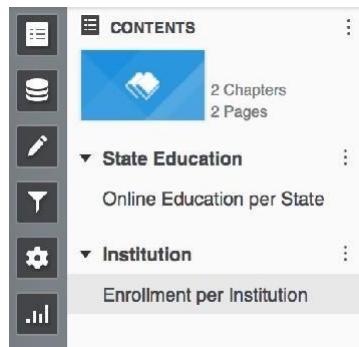 CONTENTS
2 Chapters
2 Pages
State Education
Online Education per State
Institution
Enrollment per Institution